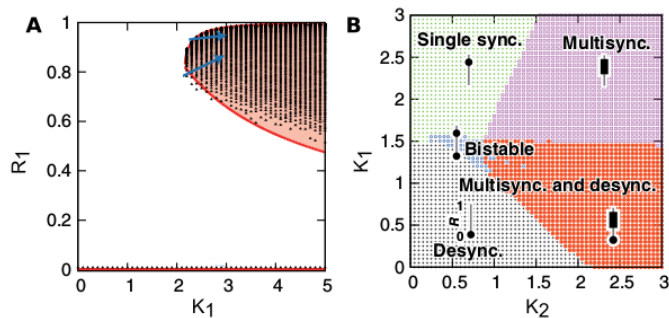 A
B
1
0.8
0.6
0.4
0.2
0
R1
0 1 2 3 4 5
K1
3
2.5
2
1.5
1
0.5
0
K1
Single sync.
Multisync.
Bistable
Multisync. and desync.
1
R
0
Desync.
0 0.5 1 1.5 2 2.5 3
K2